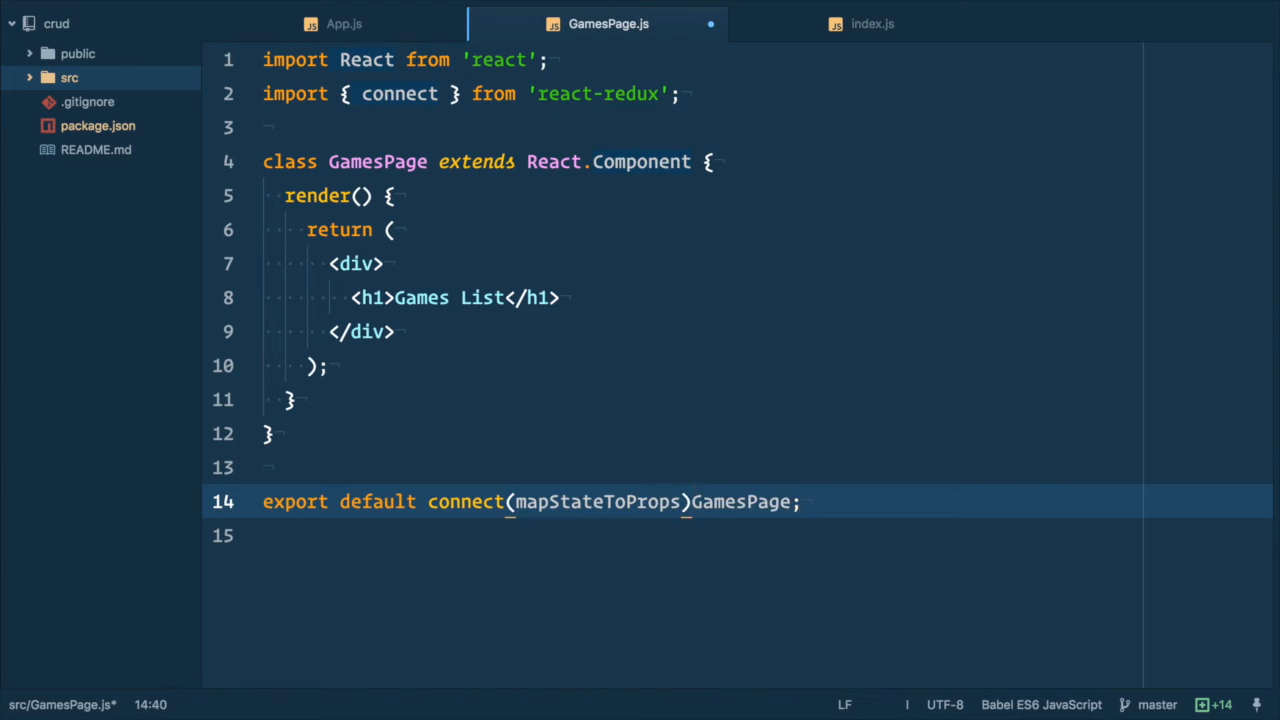 crud
App.js
GamesPage.js
index.js
public
src
.gitignore
package.json
README.md
1 import React from 'react';
2 import { connect } from 'react-redux';
3
4 class GamesPage extends React.Component {
5 render() {
6 return (
7 <div>
8 <h1>Games List</h1>
9 </div>
10 );
11 }
12 }
13
14 export default connect(mapStateToProps)GamesPage;
15
src/GamesPage.js* 14:40 LF I UTF-8 Babel ES6 JavaScript master +14